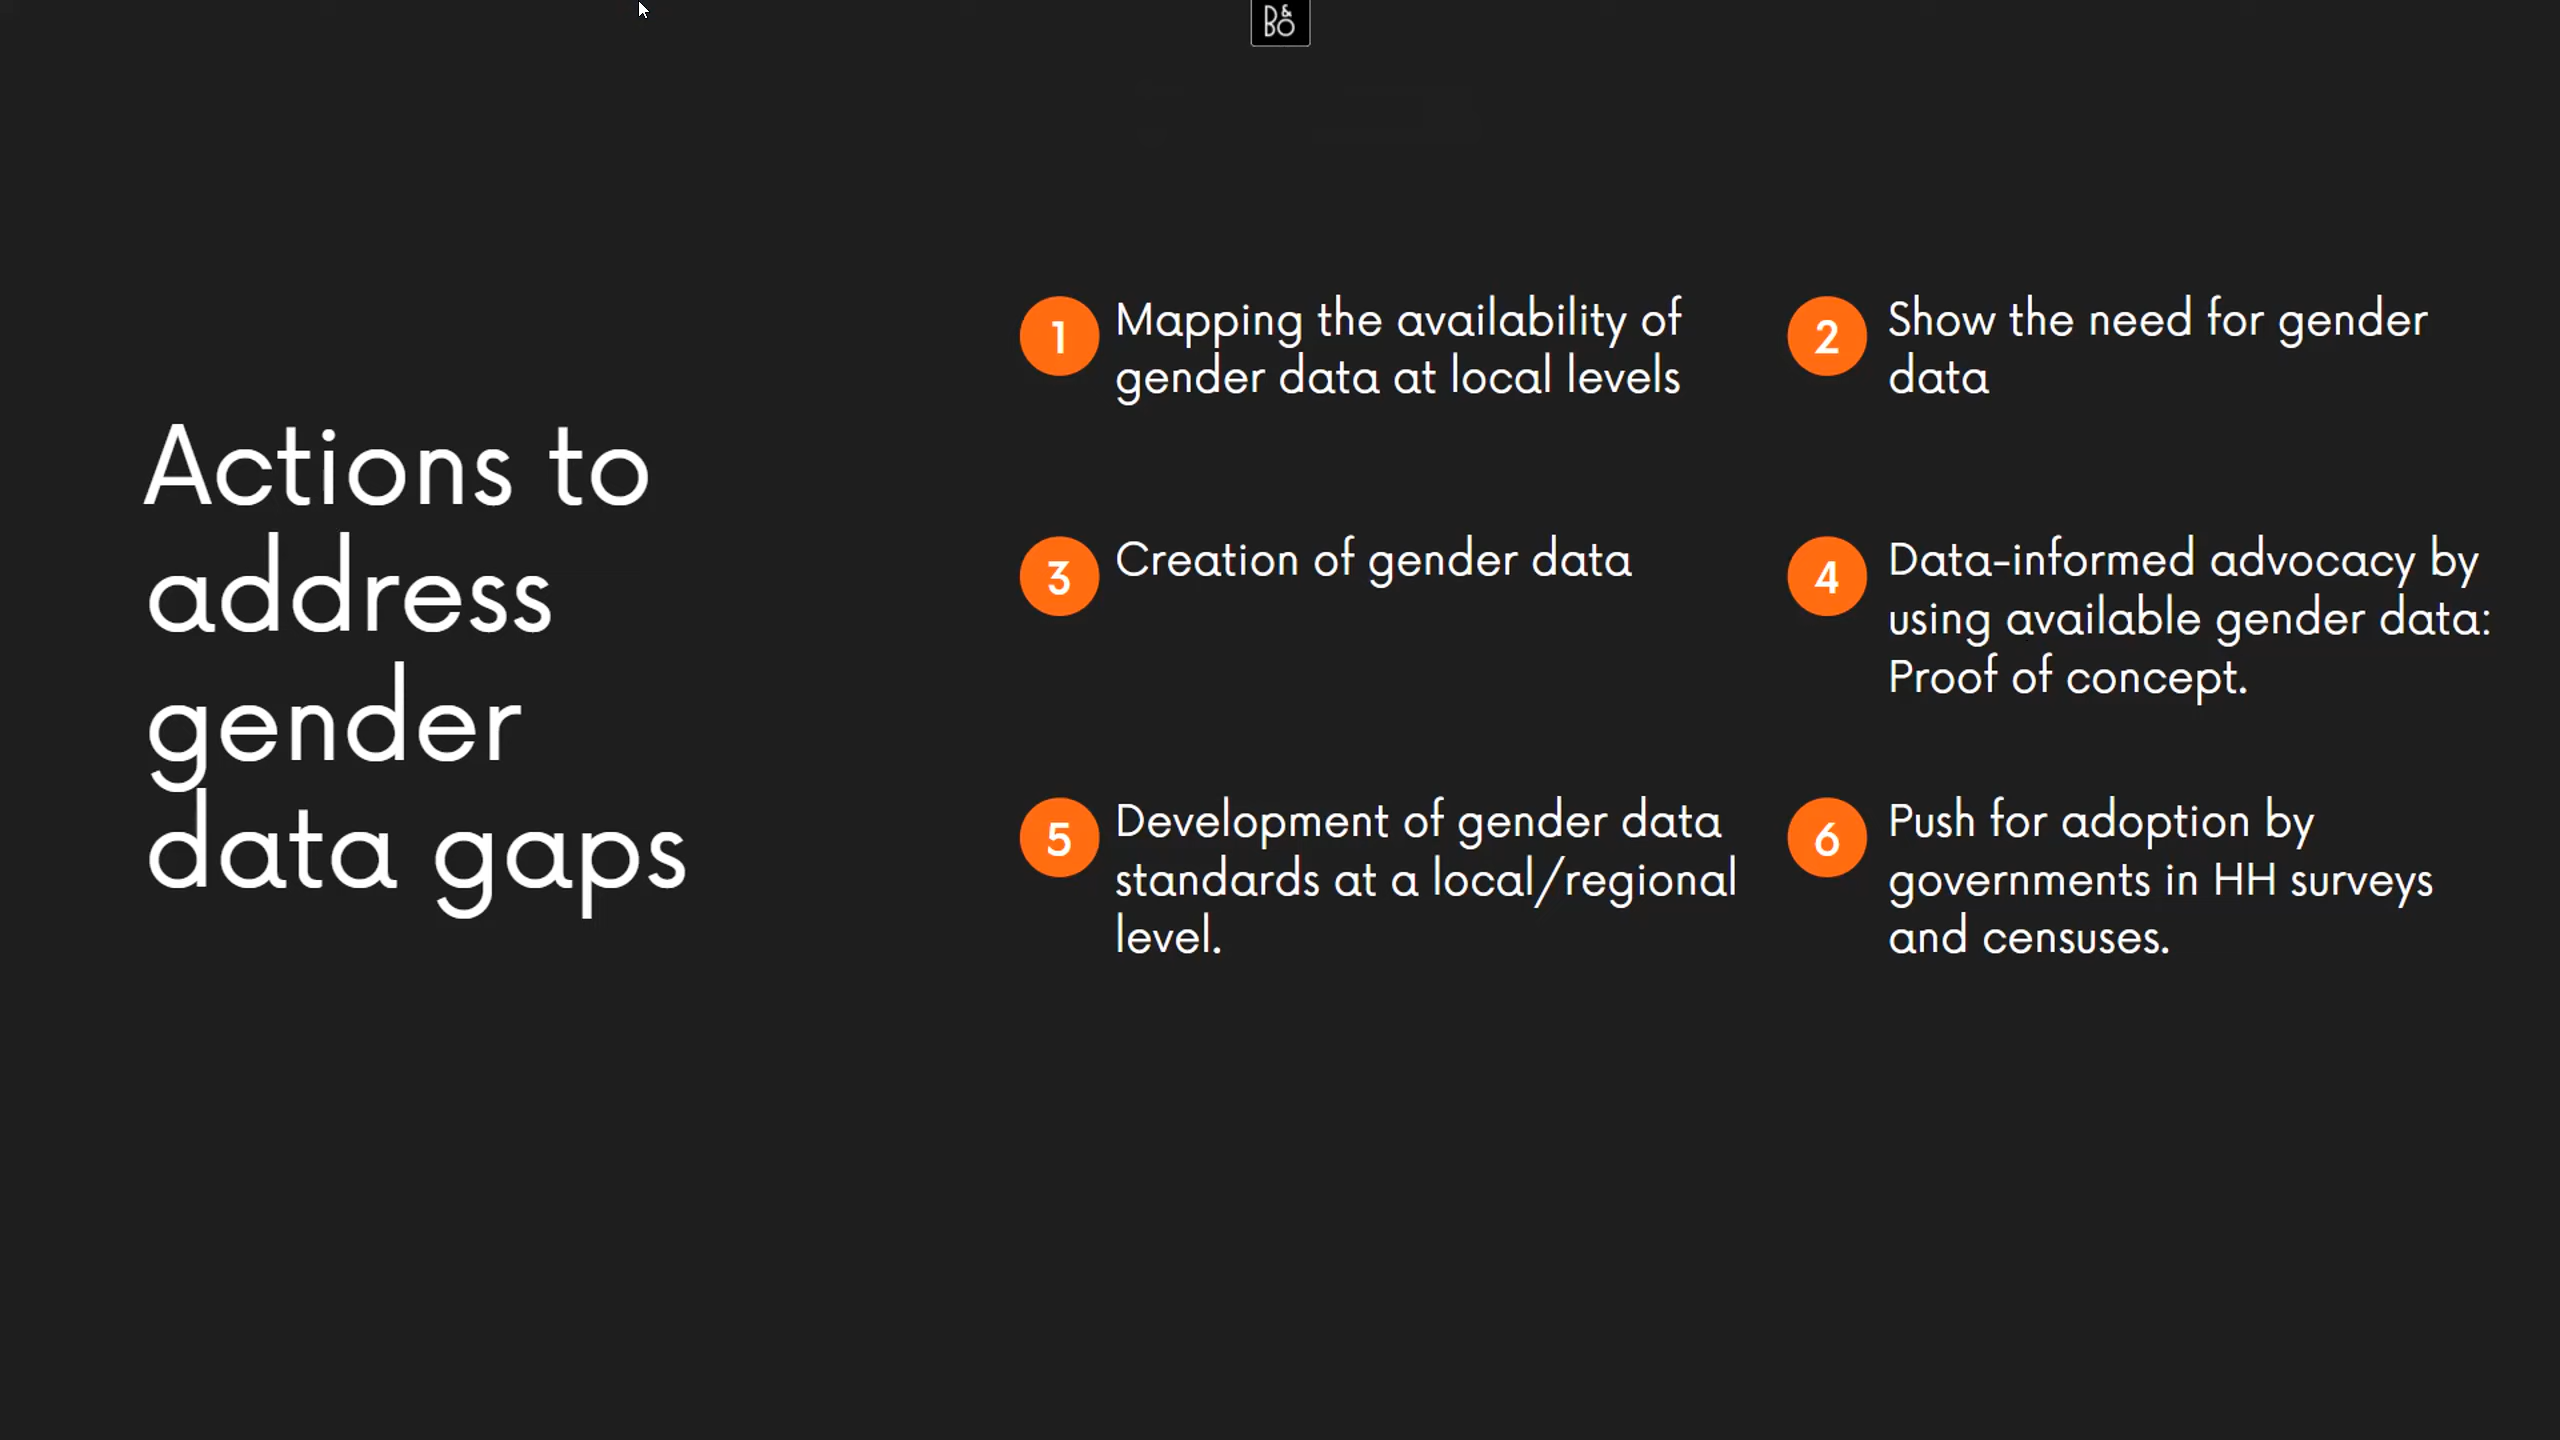 B&O
Actions to
address
gender
data gaps
1
Mapping the availability of
gender data at local levels
2
Show the need for gender
data
3
Creation of gender data
4
Data-informed advocacy by
using available gender data:
Proof of concept.
5
Development of gender data
standards at a local/regional
level.
6
Push for adoption by
governments in HH surveys
and censuses.